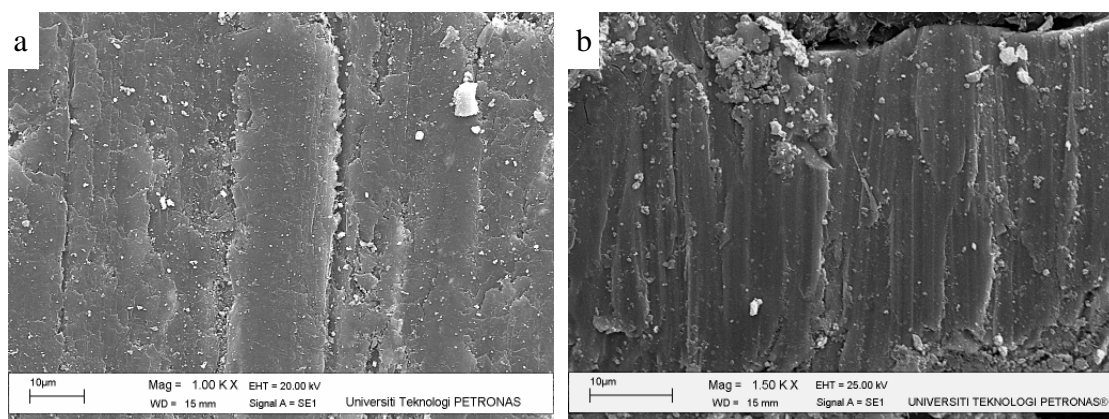 a
10µm
Mag = 1.00 K X EHT = 20.00 kV
WD = 15 mm Signal A = SE1 Universiti Teknologi PETRONAS
b
10µm
Mag = 1.50 K X EHT = 25.00 kV
WD = 15 mm Signal A = SE1 UNIVERSITI TEKNOLOGI PETRONAS®